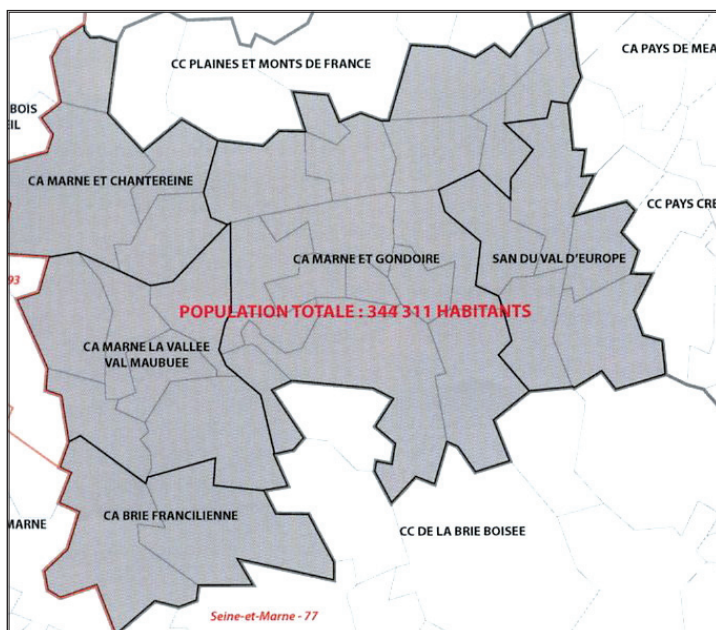 CA PAYS DE MEA
CC PLAINES ET MONTS DE FRANCE
BOIS
EIL
CA MARNE ET CHANTEREINE
CC PAYS CRE
CA MARNE ET GONDOIRE
SAN DU VAL D'EUROPE
93
POPULATION TOTALE : 344 311 HABITANTS
CA MARNE LA VALLEE
VAL MAUBUEE
CA BRIE FRANCILIENNE
MARNE
CC DE LA BRIE BOISEE
Seine-et-Marne - 77